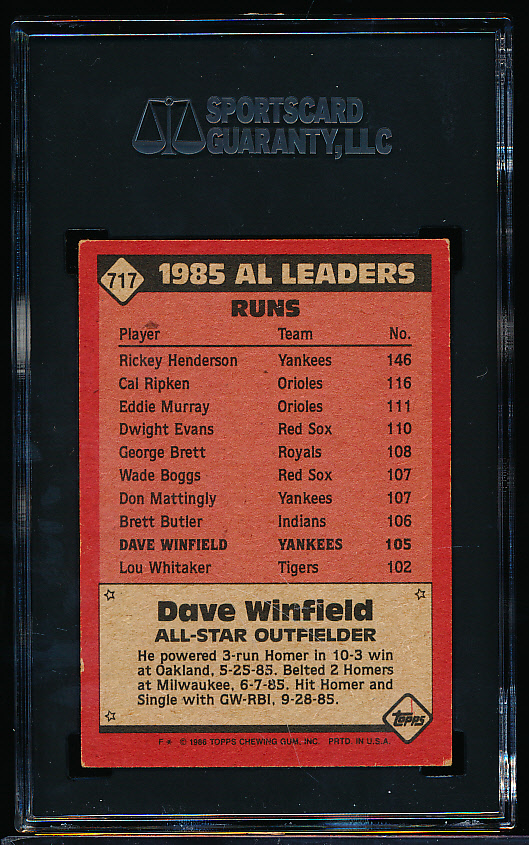 SPORTSCARD
GUARANTY, LLC
717 1985 AL LEADERS
RUNS
Player Team No.
Rickey Henderson Yankees 146
Cal Ripken Orioles 116
Eddie Murray Orioles 111
Dwight Evans Red Sox 110
George Brett Royals 108
Wade Boggs Red Sox 107
Don Mattingly Yankees 107
Brett Butler Indians 106
DAVE WINFIELD YANKEES 105
Lou Whitaker Tigers 102
Dave Winfield
ALL-STAR OUTFIELDER
He powered 3-run Homer in 10-3 win
at Oakland, 5-25-85. Belted 2 Homers
at Milwaukee, 6-7-85. Hit Homer and
Single with GW-RBI, 9-28-85.
Topps
F * © 1986 TOPPS CHEWING GUM, INC. PRTD. IN U.S.A.